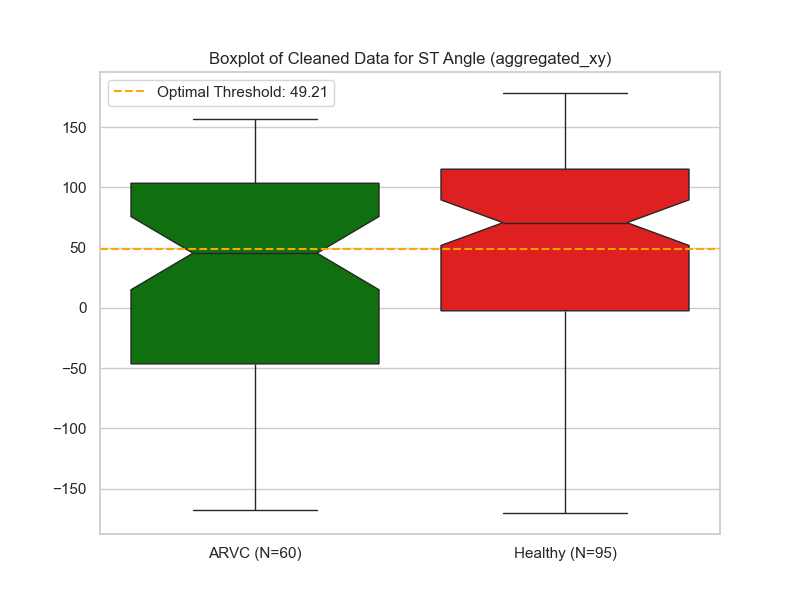 Boxplot of Cleaned Data for ST Angle (aggregated_xy)
Optimal Threshold: 49.21
150
100
50
0
−50
−100
−150
ARVC (N=60)
Healthy (N=95)